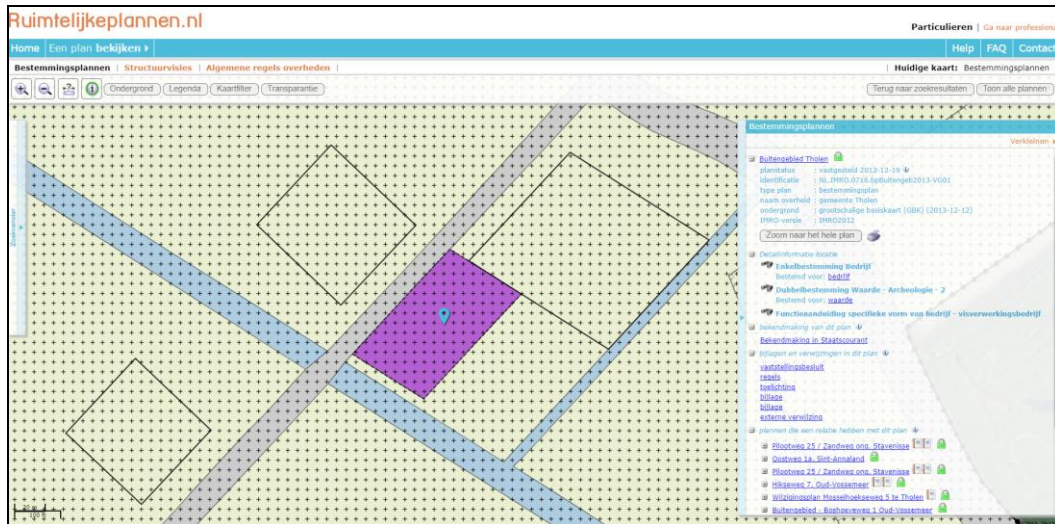 Ruimtelijkeplannen.nl
Particulieren | Ga naar professiona
Home | Een plan bekijken
Help | FAQ | Contact
Bestemmingsplannen | Structuurvisies | Algemene regels overheden |
| Huidige kaart: Bestemmingsplannen
Ondergrond Legenda Kaartfilter Transparantie
Terug naar zoekresultaten Toon alle plannen
Bestemmingsplannen
Verkleinen
Buitengebied Tholen
planstatus : vastgesteld 2013-12-19
identificatie : NL.IMRO.0716.bpBuitengeb2013-VG01
type plan : bestemmingsplan
naam overheid : gemeente Tholen
ondergrond : grootschalige basiskaart (GBK) (2013-12-12)
IMRO-versie : IMRO2012
Zoom naar het hele plan
Detailinformatie locatie
Enkelbestemming Bedrijf
Bestemd voor: bedrijf
Dubbelbestemming Waarde - Archeologie - 2
Bestemd voor: waarde
Functieaanduiding specifieke vorm van bedrijf - visverwerkingsbedrijf
bekendmaking van dit plan
Bekendmaking in Staatscourant
bijlagen en verwijzingen in dit plan
vaststellingsbesluit
regels
toelichting
bijlage
bijlage
externe verwijzing
plannen die een relatie hebben met dit plan
Pilootweg 25 / Zandweg ong. Stavenisse
Oostweg 1a, Sint-Annaland
Pilootweg 25 / Zandweg ong. Stavenisse
Hikseweg 7, Oud-Vossemeer
Wijzigingsplan Mosselhoekseweg 5 te Tholen
Buitengebied - Boshoeveweg 1 Oud-Vossemeer
20 m
100 f